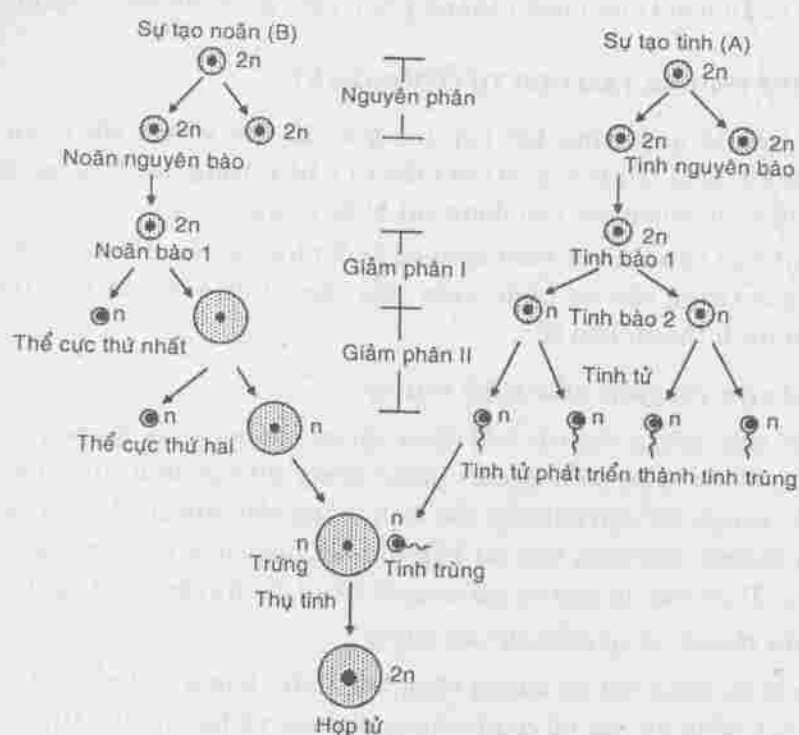 Sự tạo noãn (B)
2n
Sự tạo tinh (A)
2n
Nguyên phân
2n
2n
Noãn nguyên bào
2n
2n
Tinh nguyên bào
2n
Noãn bào 1
Giảm phân I
2n
Tinh bào 1
n
Thể cực thứ nhất
n
Tinh bào 2
n
Giảm phân II
Tinh tử
n
Thể cực thứ hai
n
n
n
n
n
Tinh tử phát triển thành tinh trùng
n
Trứng
n
Tinh trùng
Thụ tinh
2n
Hợp tử